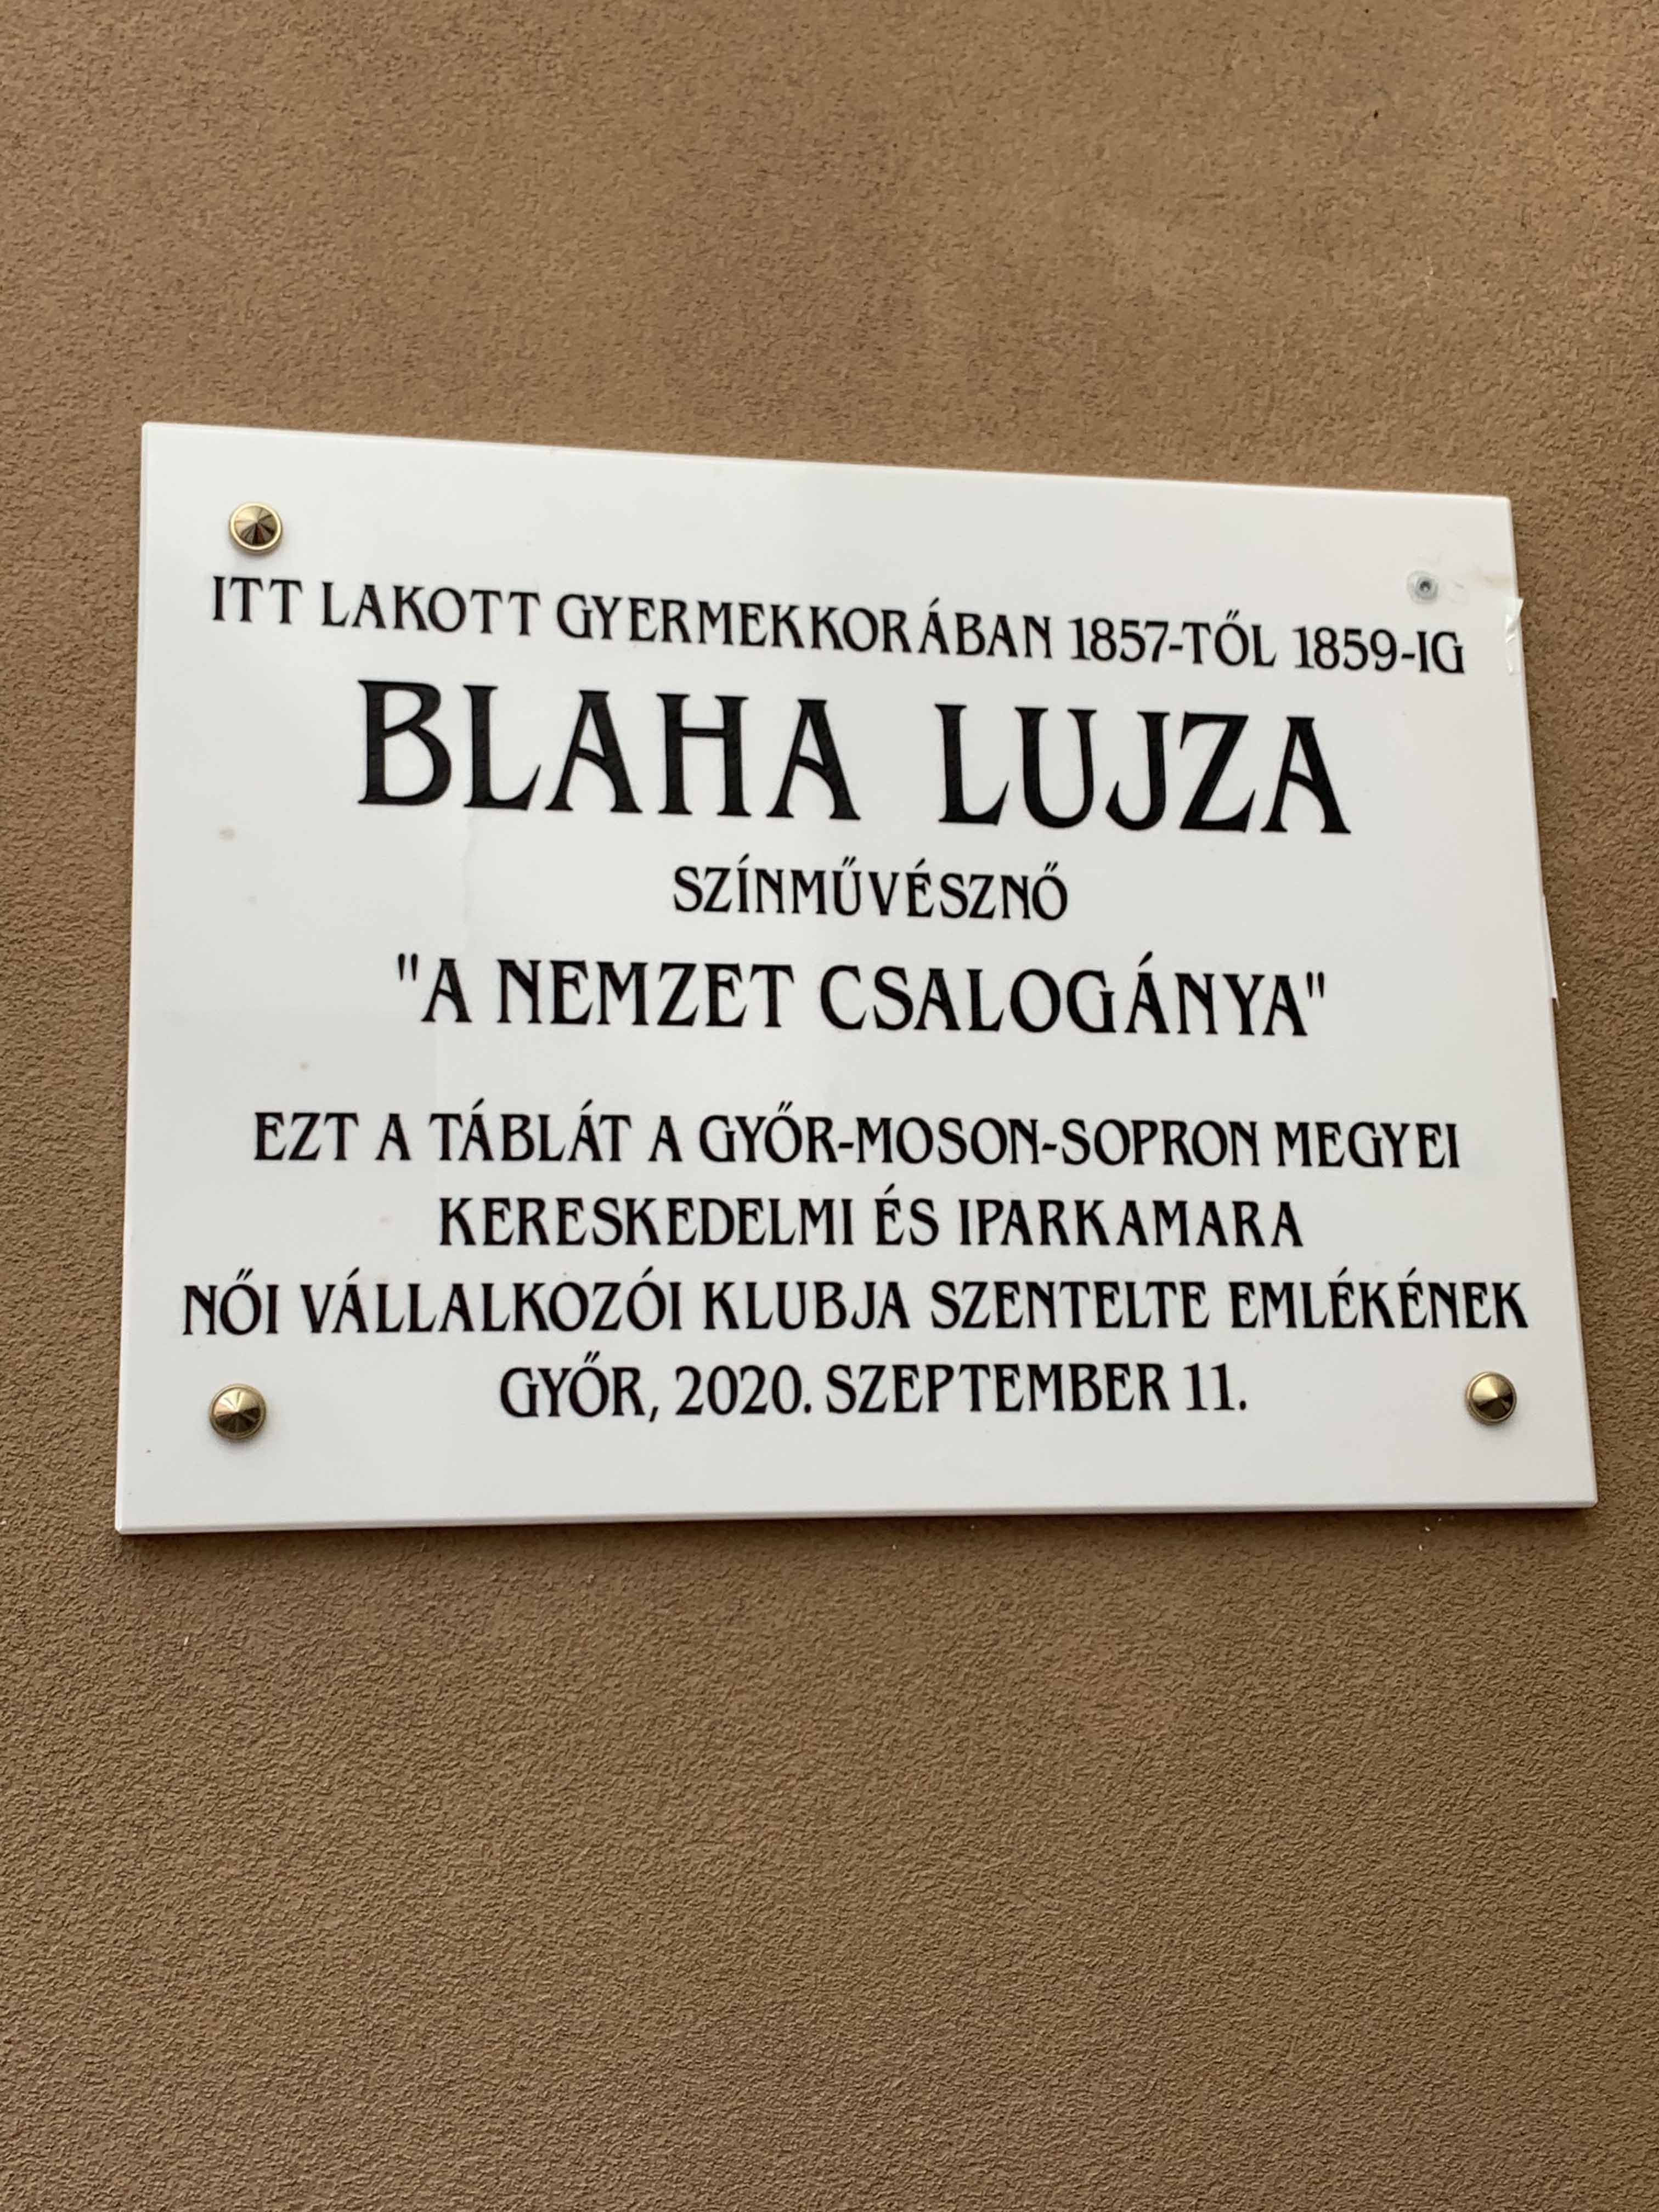 ITT LAKOTT GYERMEKKORÁBAN 1857-TŐL 1859-IG
BLAHA LUJZA
SZÍNMŰVÉSZNŐ
"A NEMZET CSALOGÁNYA"
EZT A TÁBLÁT A GYŐR-MOSON-SOPRON MEGYEI
KERESKEDELMI ÉS IPARKAMARA
NŐI VÁLLALKOZÓI KLUBJA SZENTELTE EMLÉKÉNEK
GYŐR, 2020. SZEPTEMBER 11.